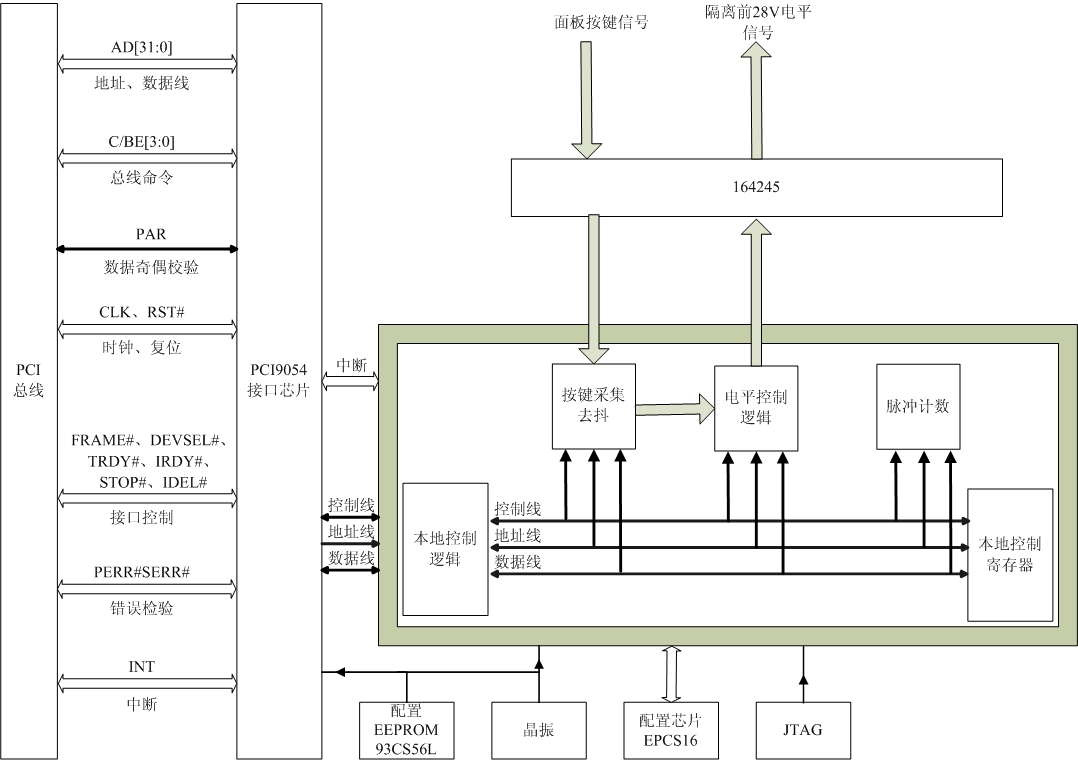 面板按键信号
隔离前28V电平
信号
AD[31:0]
地址、数据线
C/BE[3:0]
总线命令
164245
PAR
数据奇偶校验
CLK、RST#
时钟、复位
PCI
总线
PCI9054
接口芯片
中断
按键采集
去抖
电平控制
逻辑
脉冲计数
FRAME#、DEVSEL#、
TRDY#、IRDY#、
STOP#、IDEL#
接口控制
控制线
地址线
数据线
本地控制
逻辑
控制线
地址线
数据线
本地控制
寄存器
PERR#SERR#
错误检验
INT
中断
配置
EEPROM
93CS56L
晶振
配置芯片
EPCS16
JTAG